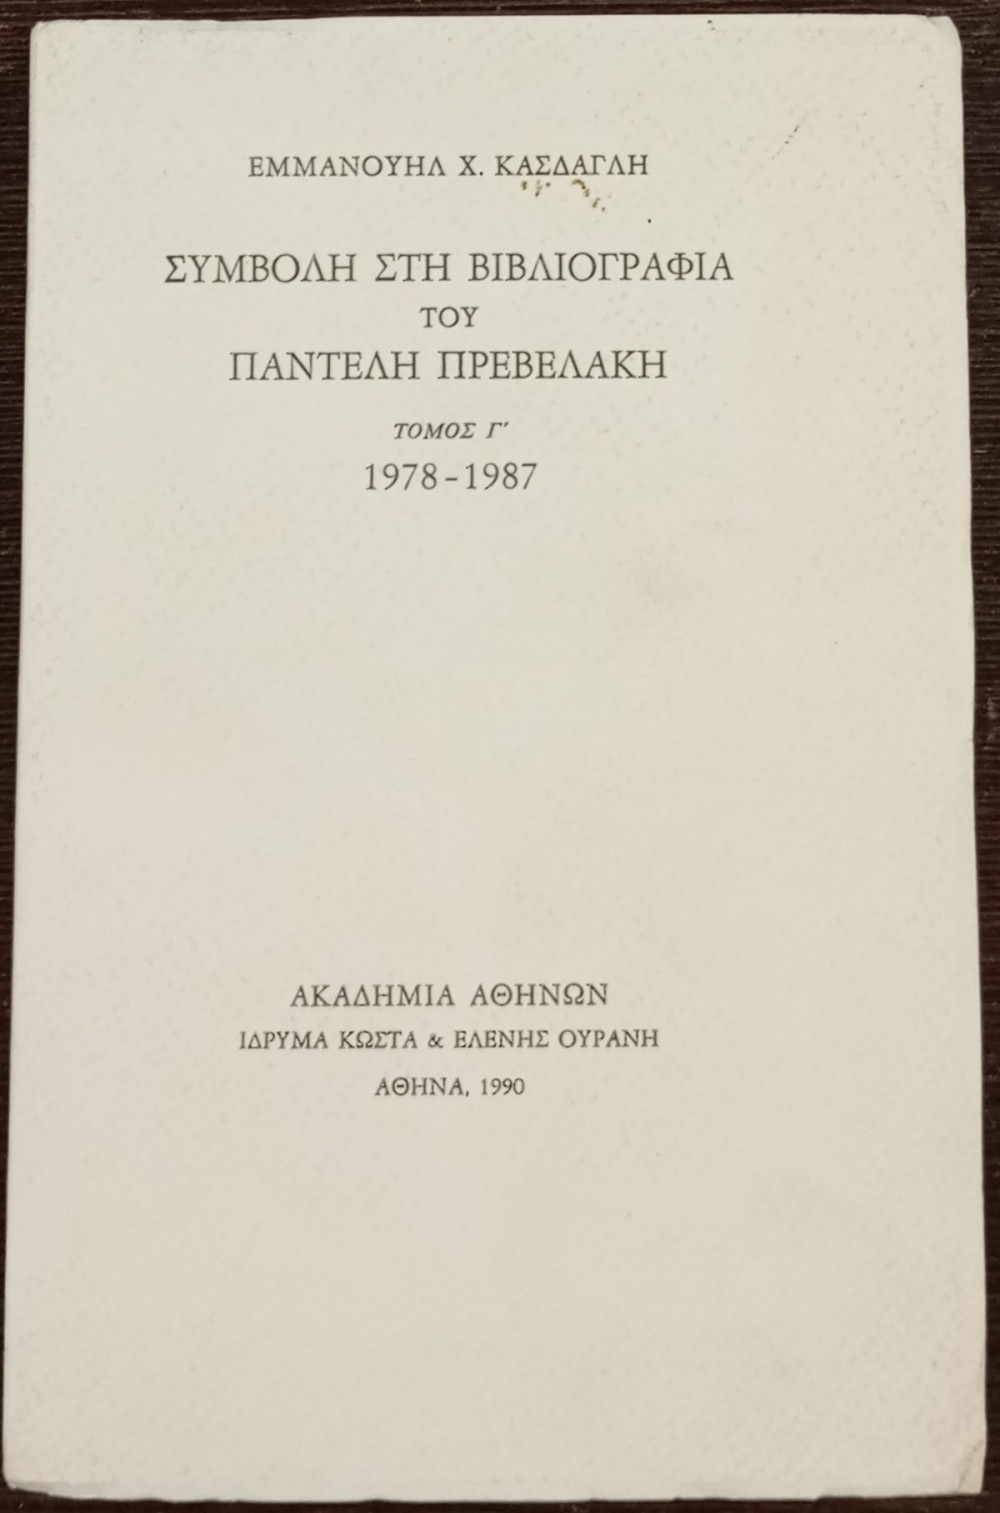 ΕΜΜΑΝΟΥΗΛ Χ. ΚΑΣΔΑΓΛΗ
ΣΥΜΒΟΛΗ ΣΤΗ ΒΙΒΛΙΟΓΡΑΦΙΑ
ΤΟΥ
ΠΑΝΤΕΛΗ ΠΡΕΒΕΛΑΚΗ
ΤΟΜΟΣ Γ΄
1978-1987
ΑΚΑΔΗΜΙΑ ΑΘΗΝΩΝ
ΙΔΡΥΜΑ ΚΩΣΤΑ & ΕΛΕΝΗΣ ΟΥΡΑΝΗ
ΑΘΗΝΑ, 1990